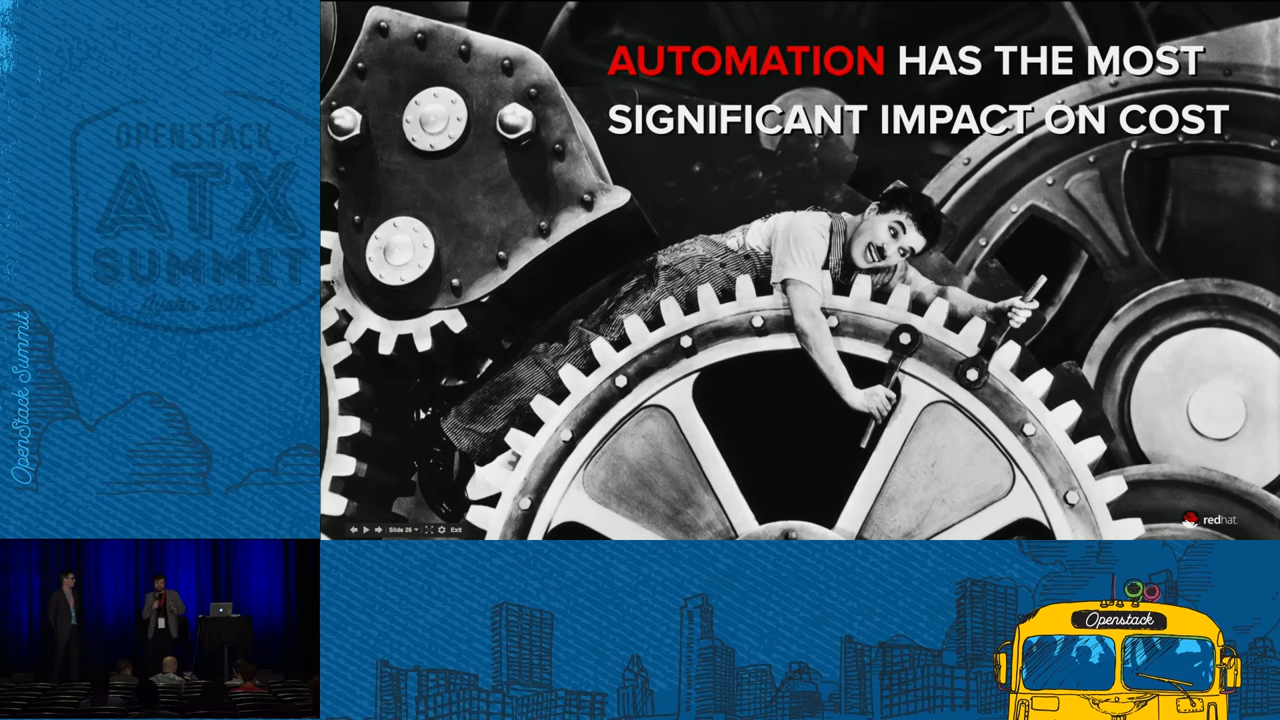 AUTOMATION HAS THE MOST
SIGNIFICANT IMPACT ON COST
OPENSTACK
ATX
SUMMIT
OpenStack Summit
Slide 26
Exit
redhat.
Openstack